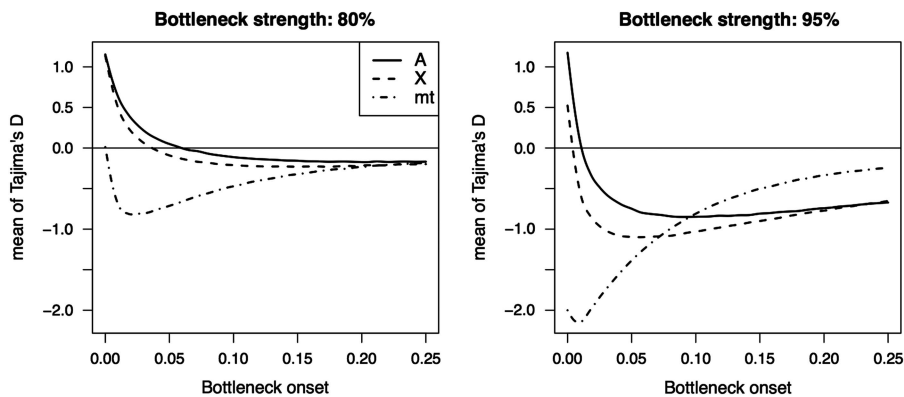 Bottleneck strength: 80%
mean of Tajima's D
1.0
0.5
0.0
−1.0
−2.0
A
X
mt
0.00 0.05 0.10 0.15 0.20 0.25
Bottleneck onset
Bottleneck strength: 95%
mean of Tajima's D
1.0
0.5
0.0
−1.0
−2.0
0.00 0.05 0.10 0.15 0.20 0.25
Bottleneck onset